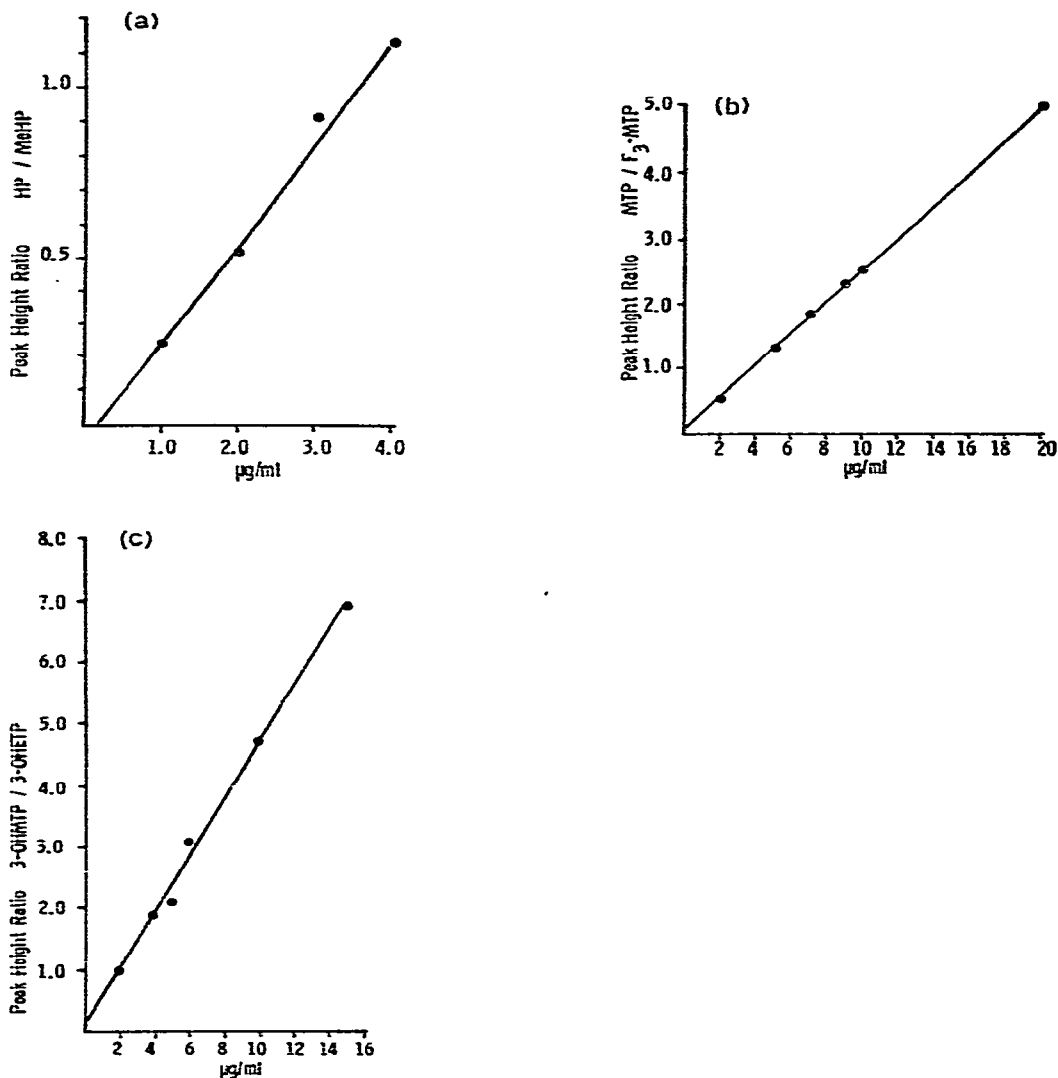 (a)
Peak Height Ratio HP / MeHP
1.0
0.5
1.0 2.0 3.0 4.0
µg/ml
(b)
Peak Height Ratio MTP / F3-MTP
5.0
4.0
3.0
2.0
1.0
2 4 6 8 10 12 14 16 18 20
µg/ml
(c)
Peak Height Ratio 3-OHMTP / 3-OHETP
8.0
7.0
6.0
5.0
4.0
3.0
2.0
1.0
2 4 6 8 10 12 14 16
µg/ml